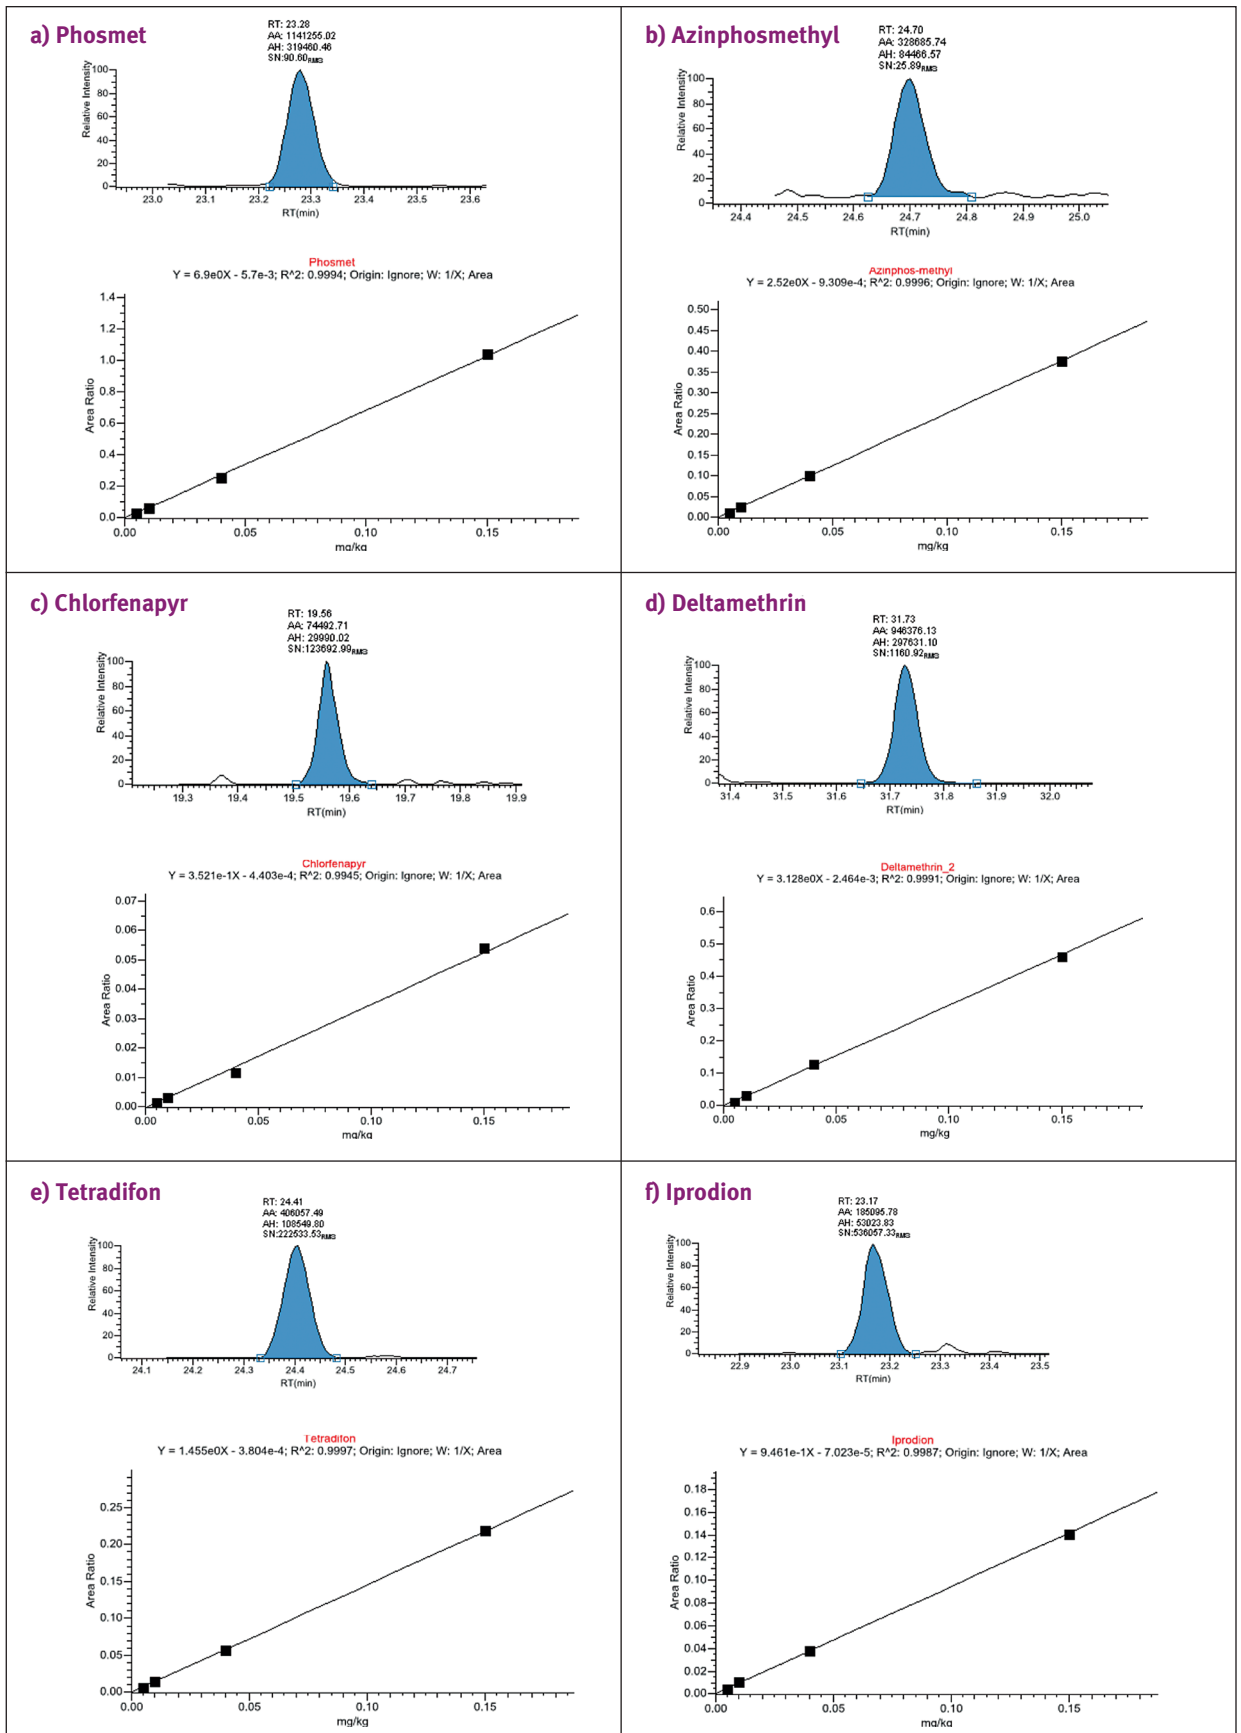 a) Phosmet
RT: 23.28
AA: 1141255.02
AH: 319460.46
SN:90.60RMS
Relative Intensity
100
80
60
40
20
0
23.0 23.1 23.2 23.3 23.4 23.5 23.6
RT(min)
Phosmet
Y = 6.9e0X - 5.7e-3; R^2: 0.9994; Origin: Ignore; W: 1/X; Area
Area Ratio
1.4
1.2
1.0
0.8
0.6
0.4
0.2
0.0
0.00 0.05 0.10 0.15
mg/kg
b) Azinphosmethyl
RT: 24.70
AA: 328685.74
AH: 84466.57
SN:25.89RMS
Relative Intensity
100
80
60
40
20
0
24.4 24.5 24.6 24.7 24.8 24.9 25.0
RT(min)
Azinphos-methyl
Y = 2.52e0X - 9.309e-4; R^2: 0.9996; Origin: Ignore; W: 1/X; Area
Area Ratio
0.50
0.45
0.40
0.35
0.30
0.25
0.20
0.15
0.10
0.05
0.00
0.00 0.05 0.10 0.15
mg/kg
c) Chlorfenapyr
RT: 19.56
AA: 74492.71
AH: 29990.02
SN:123692.99RMS
Relative Intensity
100
80
60
40
20
0
19.3 19.4 19.5 19.6 19.7 19.8 19.9
RT(min)
Chlorfenapyr
Y = 3.521e-1X - 4.403e-4; R^2: 0.9945; Origin: Ignore; W: 1/X; Area
Area Ratio
0.07
0.06
0.05
0.04
0.03
0.02
0.01
0.00
0.00 0.05 0.10 0.15
mg/kg
d) Deltamethrin
RT: 31.73
AA: 946376.13
AH: 297631.10
SN:1160.92RMS
Relative Intensity
100
80
60
40
20
0
31.4 31.5 31.6 31.7 31.8 31.9 32.0
RT(min)
Deltamethrin_2
Y = 3.128e0X - 2.464e-3; R^2: 0.9991; Origin: Ignore; W: 1/X; Area
Area Ratio
0.6
0.5
0.4
0.3
0.2
0.1
0.0
0.00 0.05 0.10 0.15
mg/kg
e) Tetradifon
RT: 24.41
AA: 406057.49
AH: 108549.80
SN:222533.53RMS
Relative Intensity
100
80
60
40
20
0
24.1 24.2 24.3 24.4 24.5 24.6 24.7
RT(min)
Tetradifon
Y = 1.455e0X - 3.804e-4; R^2: 0.9997; Origin: Ignore; W: 1/X; Area
Area Ratio
0.25
0.20
0.15
0.10
0.05
0.00
0.00 0.05 0.10 0.15
mg/kg
f) Iprodion
RT: 23.17
AA: 185095.78
AH: 53023.83
SN:536057.33RMS
Relative Intensity
100
80
60
40
20
0
22.9 23.0 23.1 23.2 23.3 23.4 23.5
RT(min)
Iprodion
Y = 9.461e-1X - 7.023e-5; R^2: 0.9987; Origin: Ignore; W: 1/X; Area
Area Ratio
0.18
0.16
0.14
0.12
0.10
0.08
0.06
0.04
0.02
0.00
0.00 0.05 0.10 0.15
mg/kg